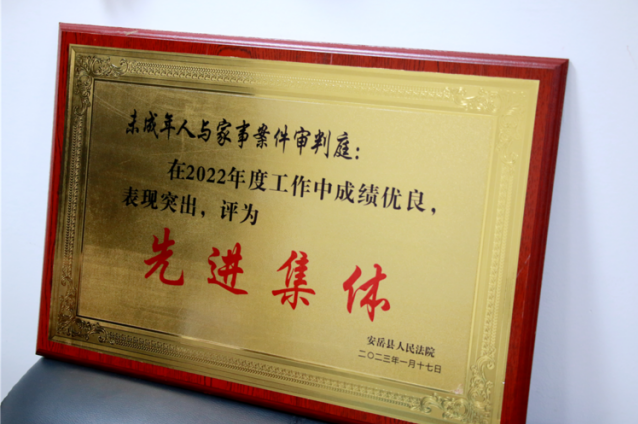 未成年人与家事案件审判庭：
在2022年度工作中成绩优良，
表现突出，评为
先进集体
安岳县人民法院
二〇二三年一月十七日